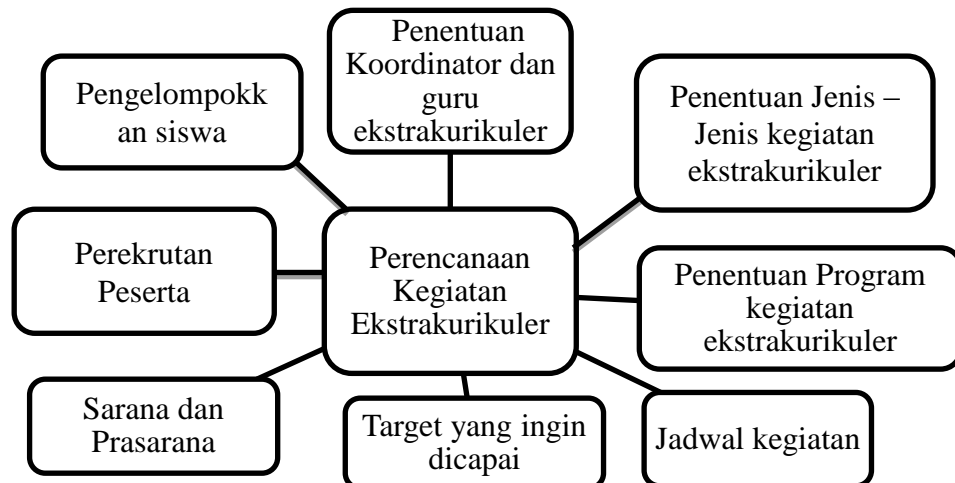 Penentuan
Koordinator dan
guru
ekstrakurikuler
Pengelompokk
an siswa
Penentuan Jenis –
Jenis kegiatan
ekstrakurikuler
Perekrutan
Peserta
Perencanaan
Kegiatan
Ekstrakurikuler
Penentuan Program
kegiatan
ekstrakurikuler
Sarana dan
Prasarana
Target yang ingin
dicapai
Jadwal kegiatan